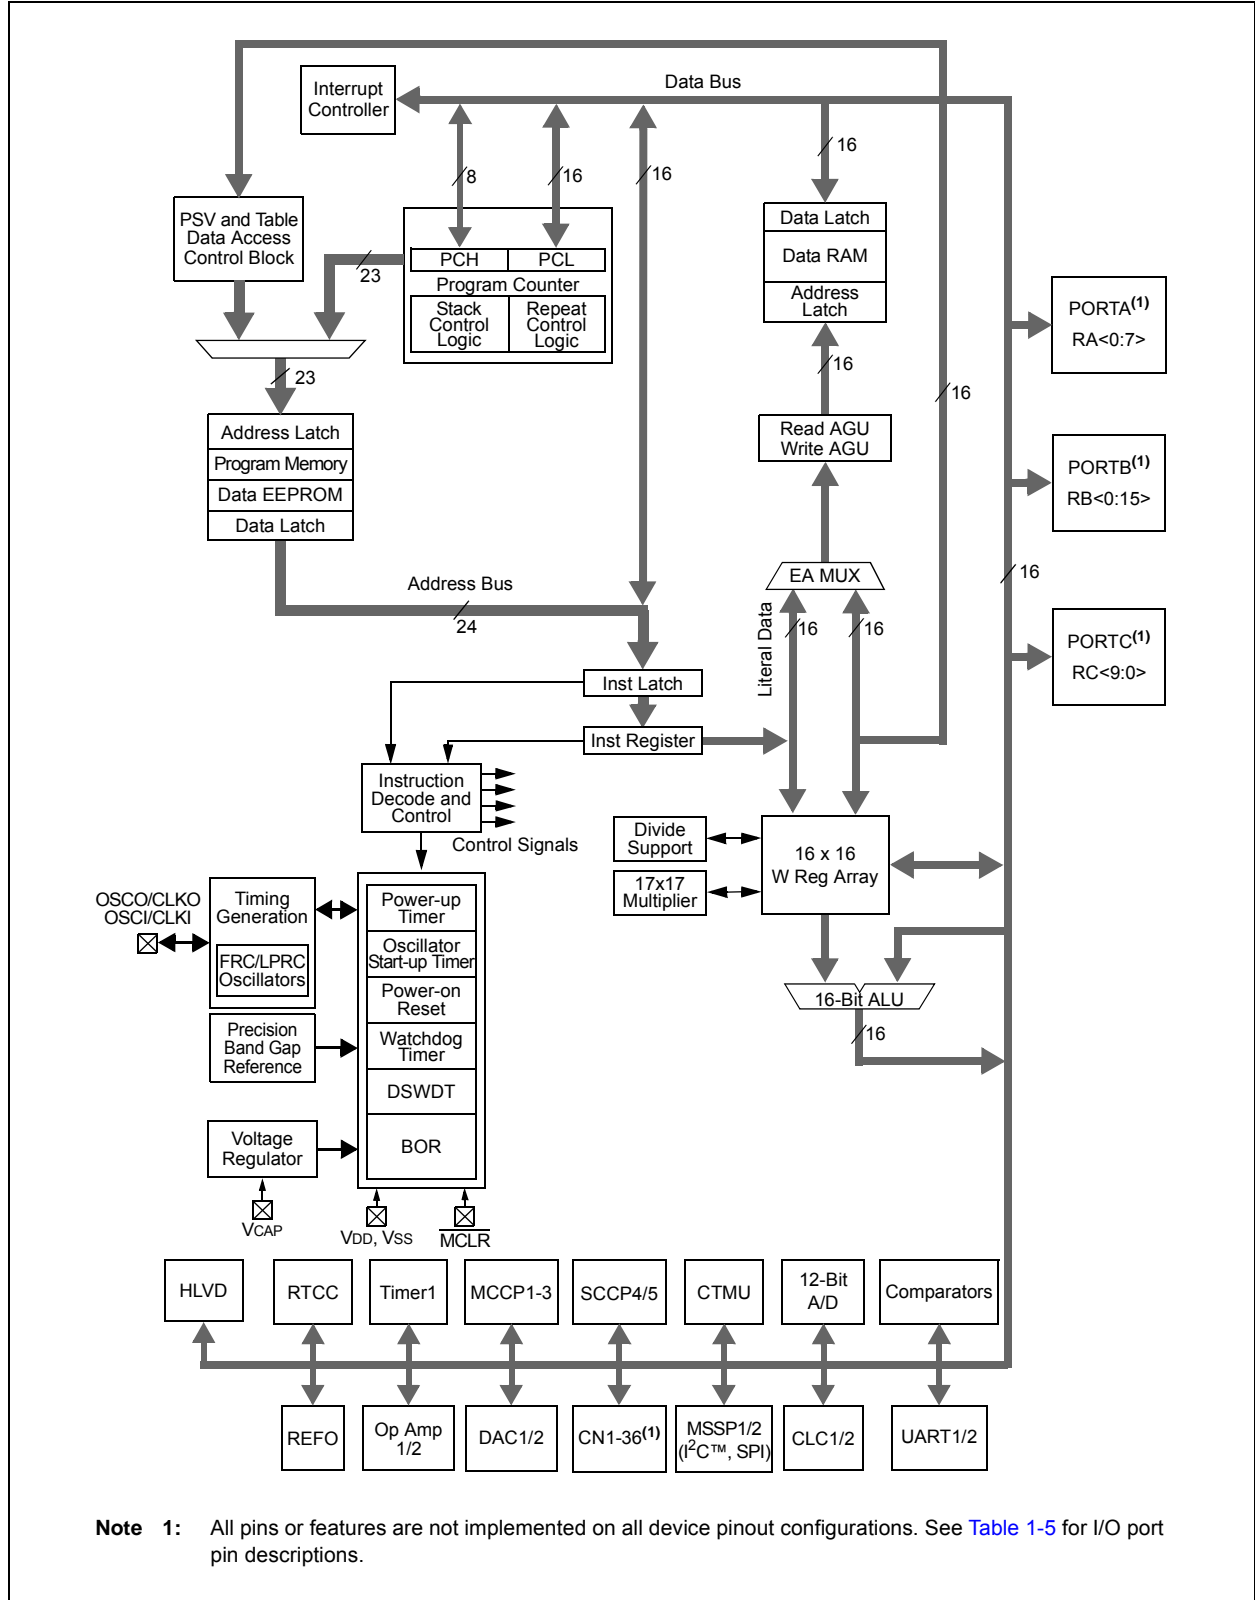 Data Bus
Interrupt
Controller
16
8
16
16
PSV and Table
Data Access
Control Block
Data Latch
Data RAM
Address
Latch
23
PCH
PCL
Program Counter
Stack
Control
Logic
Repeat
Control
Logic
PORTA(1)
RA<0:7>
16
23
16
Address Latch
Program Memory
Data EEPROM
Data Latch
Read AGU
Write AGU
PORTB(1)
RB<0:15>
EA MUX
16
Address Bus
24
Literal Data
16
16
PORTC(1)
RC<9:0>
Inst Latch
Inst Register
Instruction
Decode and
Control
Control Signals
Divide
Support
16 x 16
W Reg Array
17x17
Multiplier
OSCO/CLKO
OSCI/CLKI
Timing
Generation
FRC/LPRC
Oscillators
Power-up
Timer
Oscillator
Start-up Timer
Power-on
Reset
Watchdog
Timer
DSWDT
BOR
16-Bit ALU
16
Precision
Band Gap
Reference
Voltage
Regulator
VCAP
VDD, VSS
MCLR
HLVD
RTCC
Timer1
MCCP1-3
SCCP4/5
CTMU
12-Bit
A/D
Comparators
REFO
Op Amp
1/2
DAC1/2
CN1-36(1)
MSSP1/2
(I2C™, SPI)
CLC1/2
UART1/2
Note 1: All pins or features are not implemented on all device pinout configurations. See Table 1-5 for I/O port
pin descriptions.